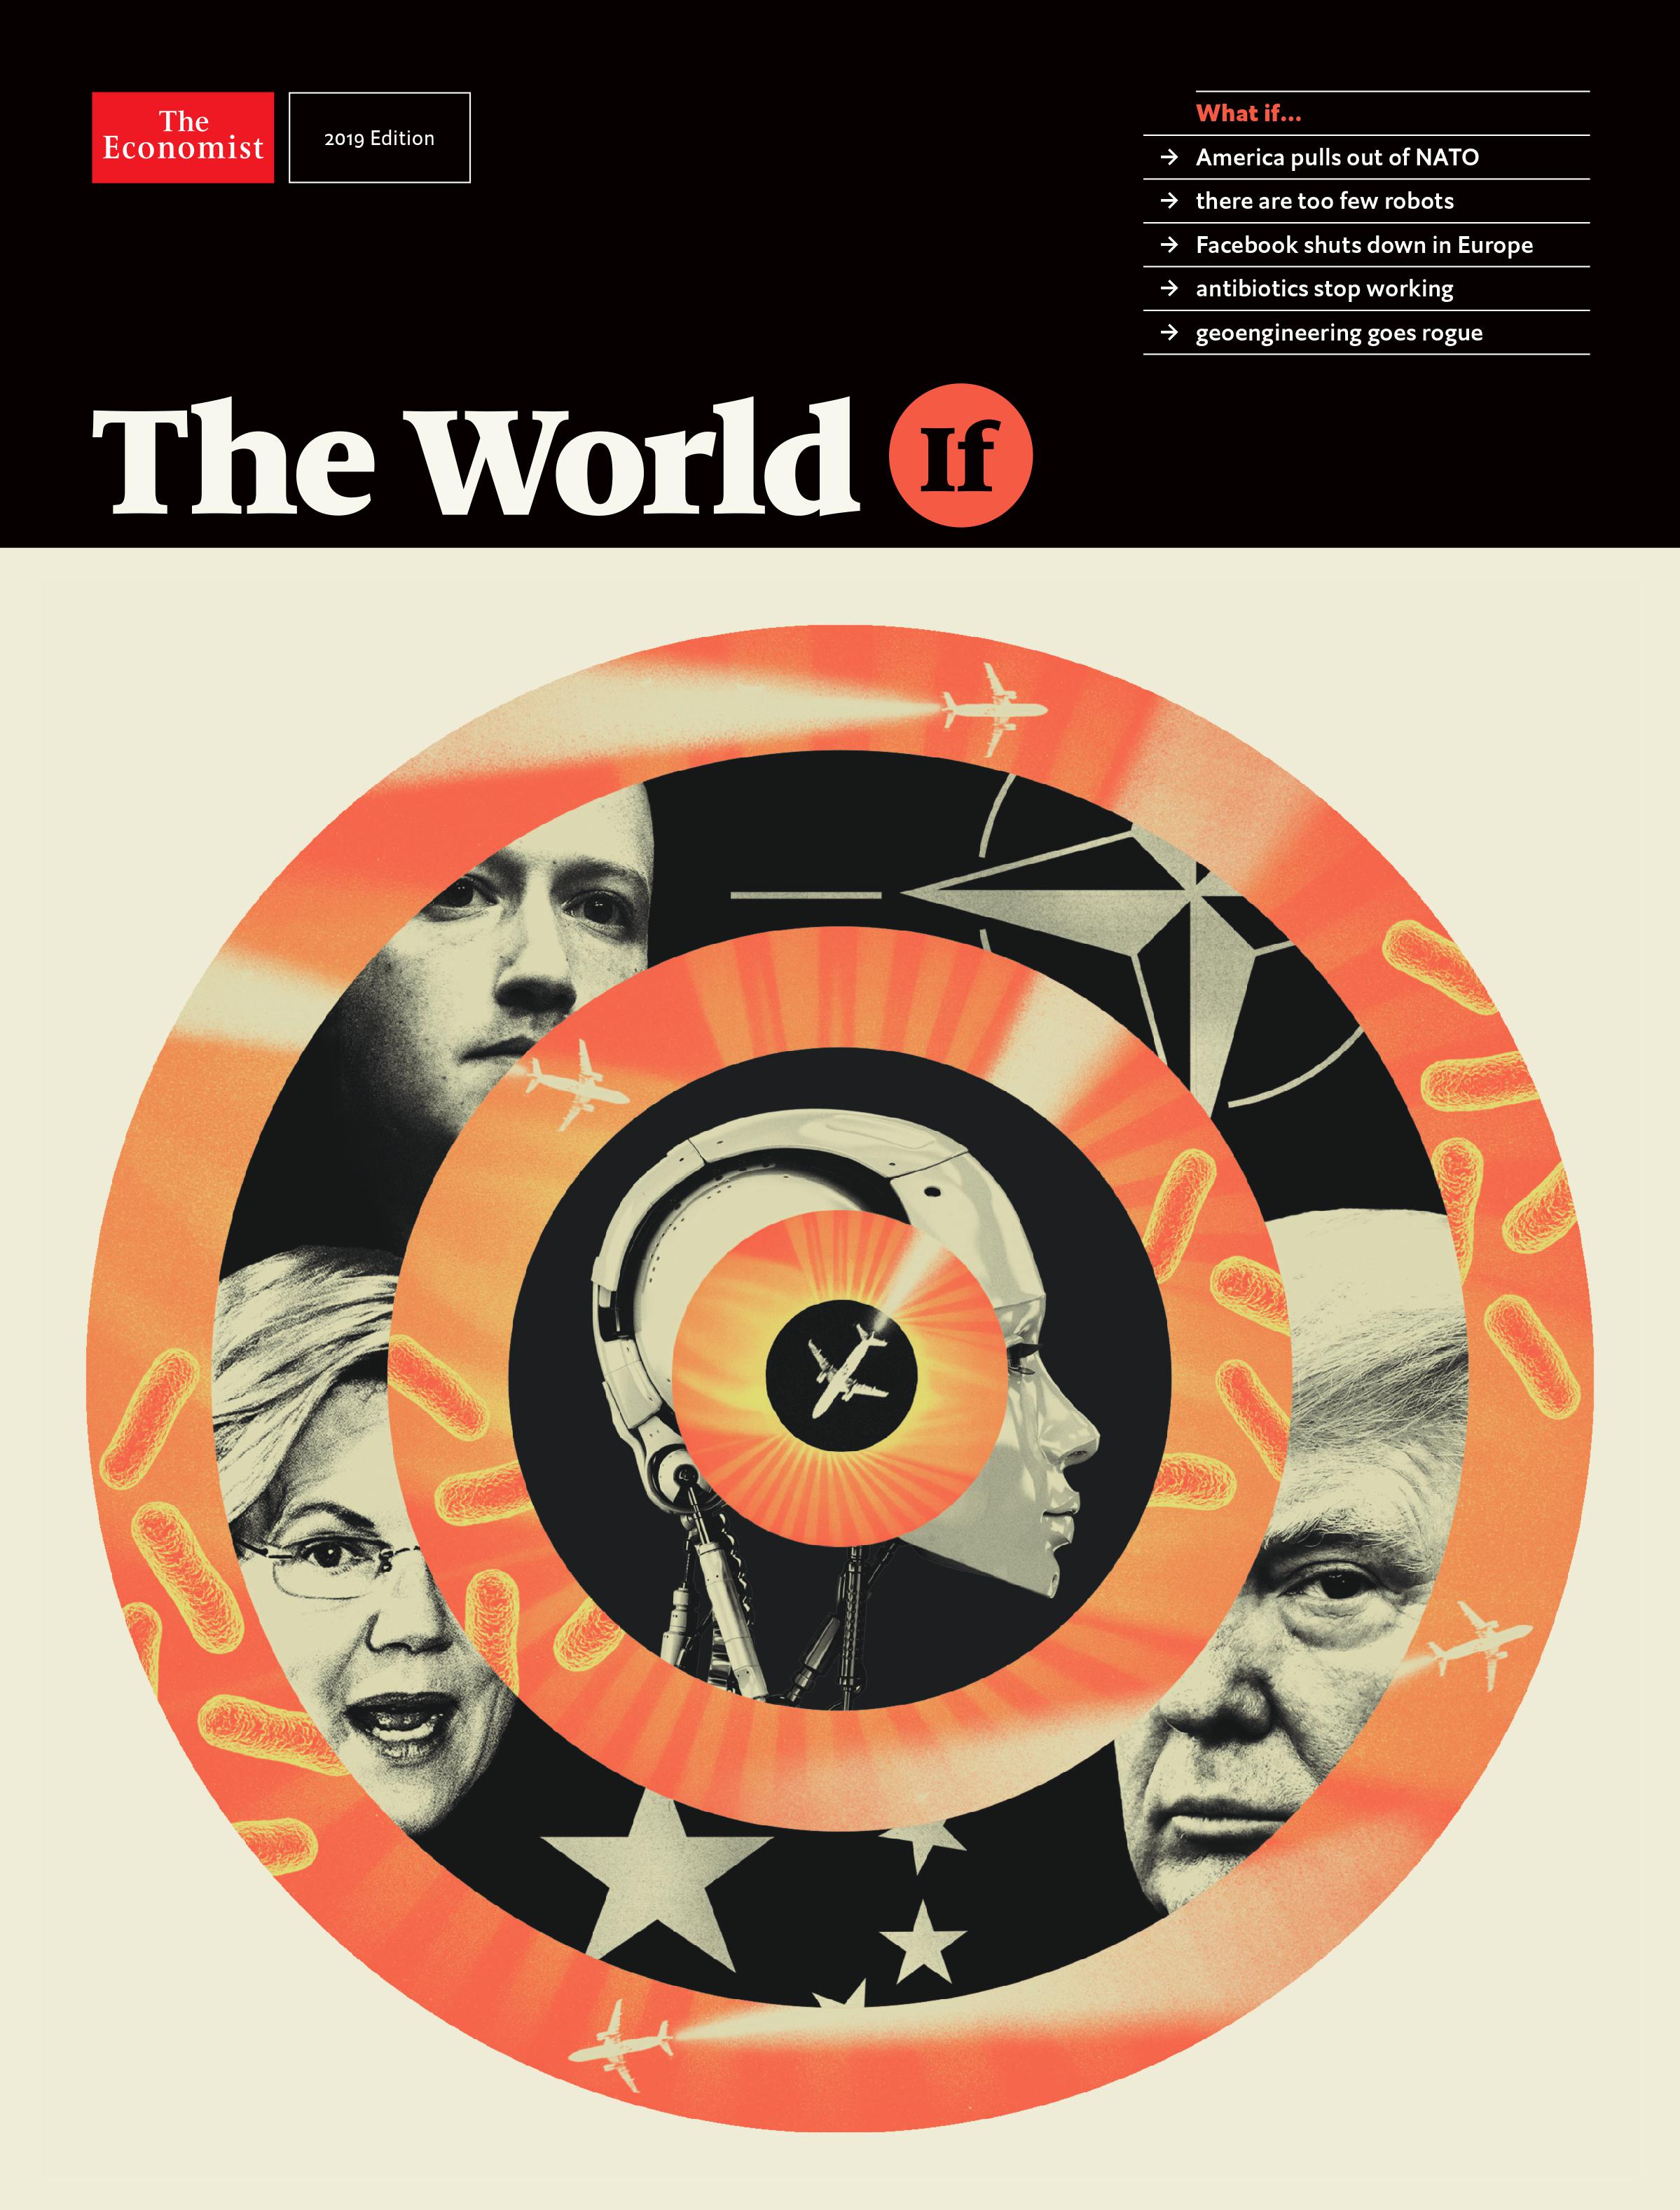 The
Economist
2019 Edition
What if...
→ America pulls out of NATO
→ there are too few robots
→ Facebook shuts down in Europe
→ antibiotics stop working
→ geoengineering goes rogue
The World If